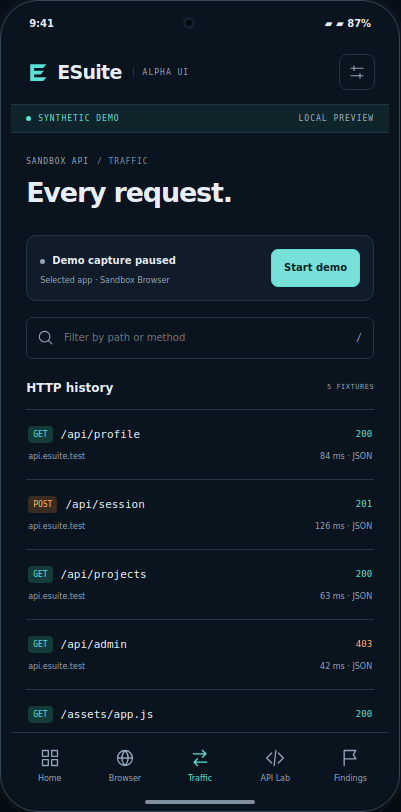 9:41
87%
ESuite
ALPHA UI
SYNTHETIC DEMO
LOCAL PREVIEW
SANDBOX API / TRAFFIC
Every request.
Demo capture paused
Selected app · Sandbox Browser
Start demo
Filter by path or method
/
HTTP history
5 FIXTURES
GET /api/profile 200
api.esuite.test 84 ms · JSON
POST /api/session 201
api.esuite.test 126 ms · JSON
GET /api/projects 200
api.esuite.test 63 ms · JSON
GET /api/admin 403
api.esuite.test 42 ms · JSON
GET /assets/app.js 200
Home Browser Traffic API Lab Findings